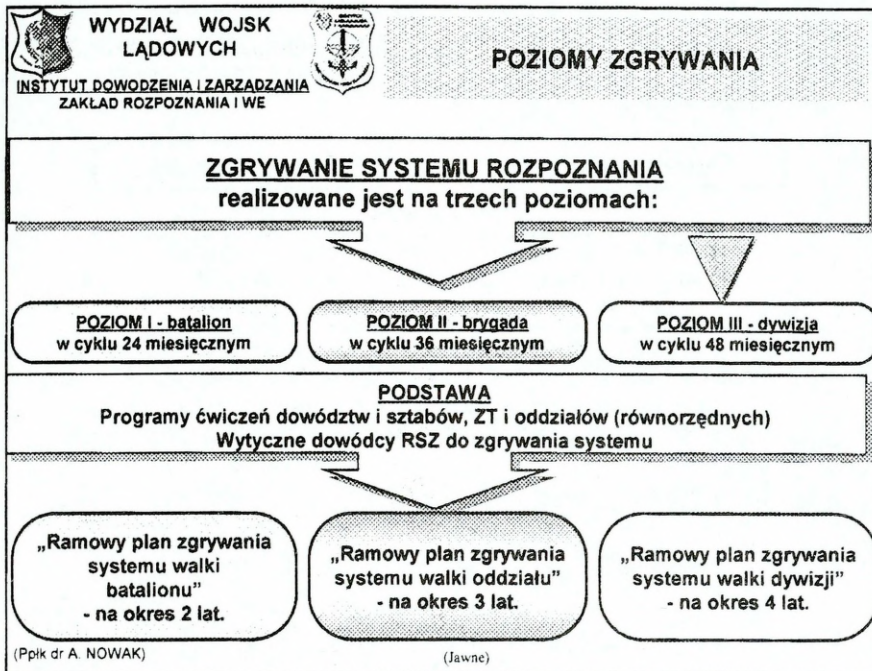 WYDZIAŁ WOJSK
LĄDOWYCH
INSTYTUT DOWODZENIA I ZARZĄDZANIA
ZAKŁAD ROZPOZNANIA I WE
POZIOMY ZGRYWANIA
ZGRYWANIE SYSTEMU ROZPOZNANIA
realizowane jest na trzech poziomach:
POZIOM I - batalion
w cyklu 24 miesięcznym
POZIOM II - brygada
w cyklu 36 miesięcznym
POZIOM III - dywizja
w cyklu 48 miesięcznym
PODSTAWA
Programy ćwiczeń dowództw i sztabów, ZT i oddziałów (równorzędnych)
Wytyczne dowódcy RSZ do zgrywania systemu
„Ramowy plan zgrywania
systemu walki
batalionu”
- na okres 2 lat.
„Ramowy plan zgrywania
systemu walki oddziału”
- na okres 3 lat.
„Ramowy plan zgrywania
systemu walki dywizji”
- na okres 4 lat.
(Ppłk dr A. NOWAK)
(Jawne)